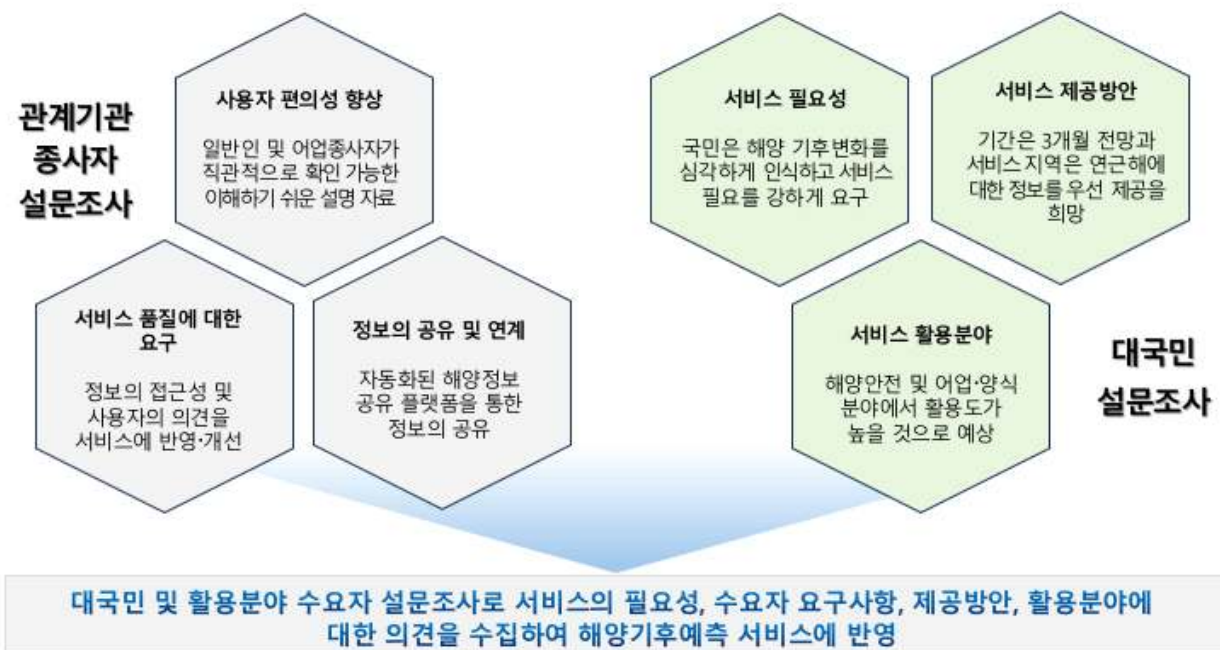 관계기관
종사자
설문조사
사용자 편의성 향상
일반인 및 어업종사자가
직관적으로 확인 가능한
이해하기 쉬운 설명 자료
서비스 품질에 대한
요구
정보의 접근성 및
사용자의 의견을
서비스에 반영·개선
정보의 공유 및 연계
자동화된 해양정보
공유 플랫폼을 통한
정보의 공유
서비스 필요성
국민은 해양 기후변화를
심각하게 인식하고 서비스
필요를 강하게 요구
서비스 제공방안
기간은 3개월 전망과
서비스 지역은 연근해에
대한 정보를 우선 제공을
희망
서비스 활용분야
해양안전 및 어업·양식
분야에서 활용도가
높을 것으로 예상
대국민
설문조사
대국민 및 활용분야 수요자 설문조사로 서비스의 필요성, 수요자 요구사항, 제공방안, 활용분야에
대한 의견을 수집하여 해양기후예측 서비스에 반영